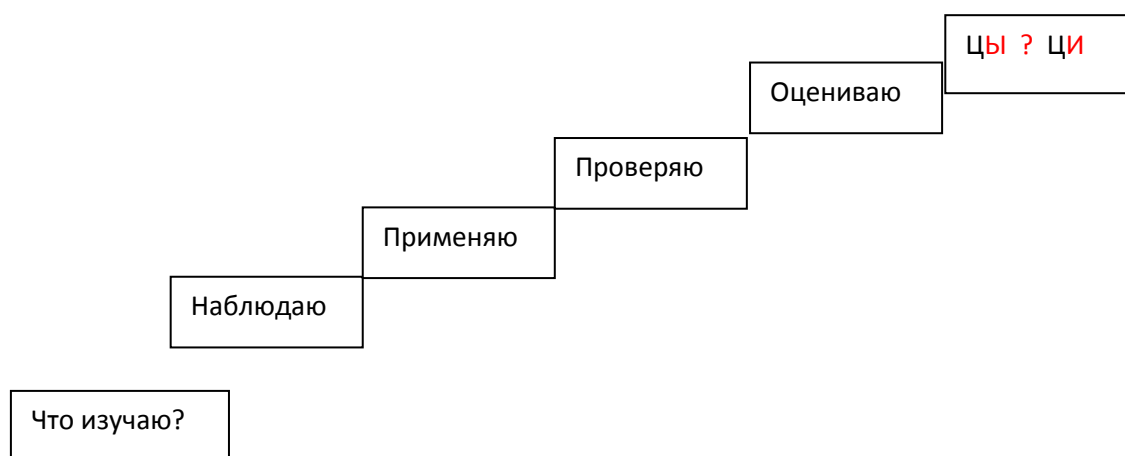 ЦЫ ? ЦИ
Оцениваю
Проверяю
Применяю
Наблюдаю
Что изучаю?